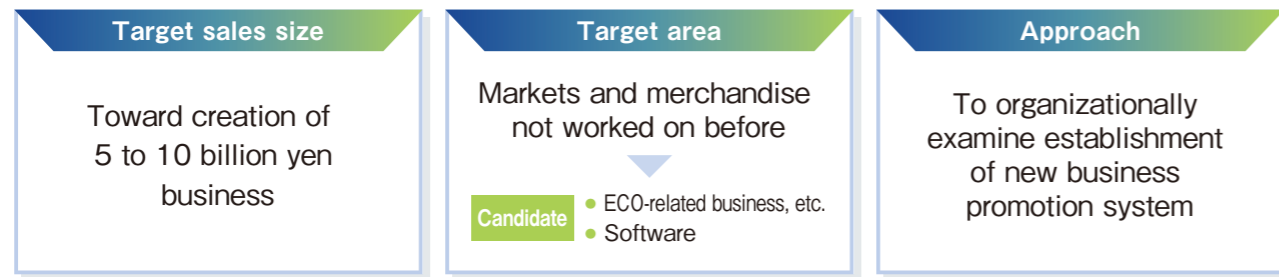 Target sales size
Toward creation of
5 to 10 billion yen
business
Target area
Markets and merchandise
not worked on before
Candidate
● ECO-related business, etc.
● Software
Approach
To organizationally
examine establishment
of new business
promotion system